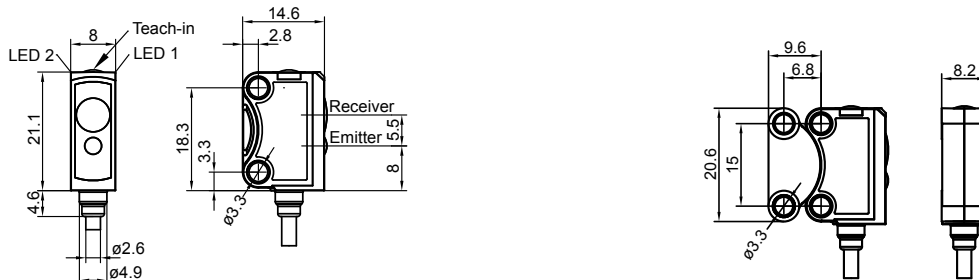 14.6
Teach-in
8
2.8
LED 2
LED 1
21.1
18.3
3.3
Receiver
Emitter
5.5
8
4.6
ø3.3
ø2.6
ø4.9
9.6
6.8
8.2
20.6
15
ø3.3